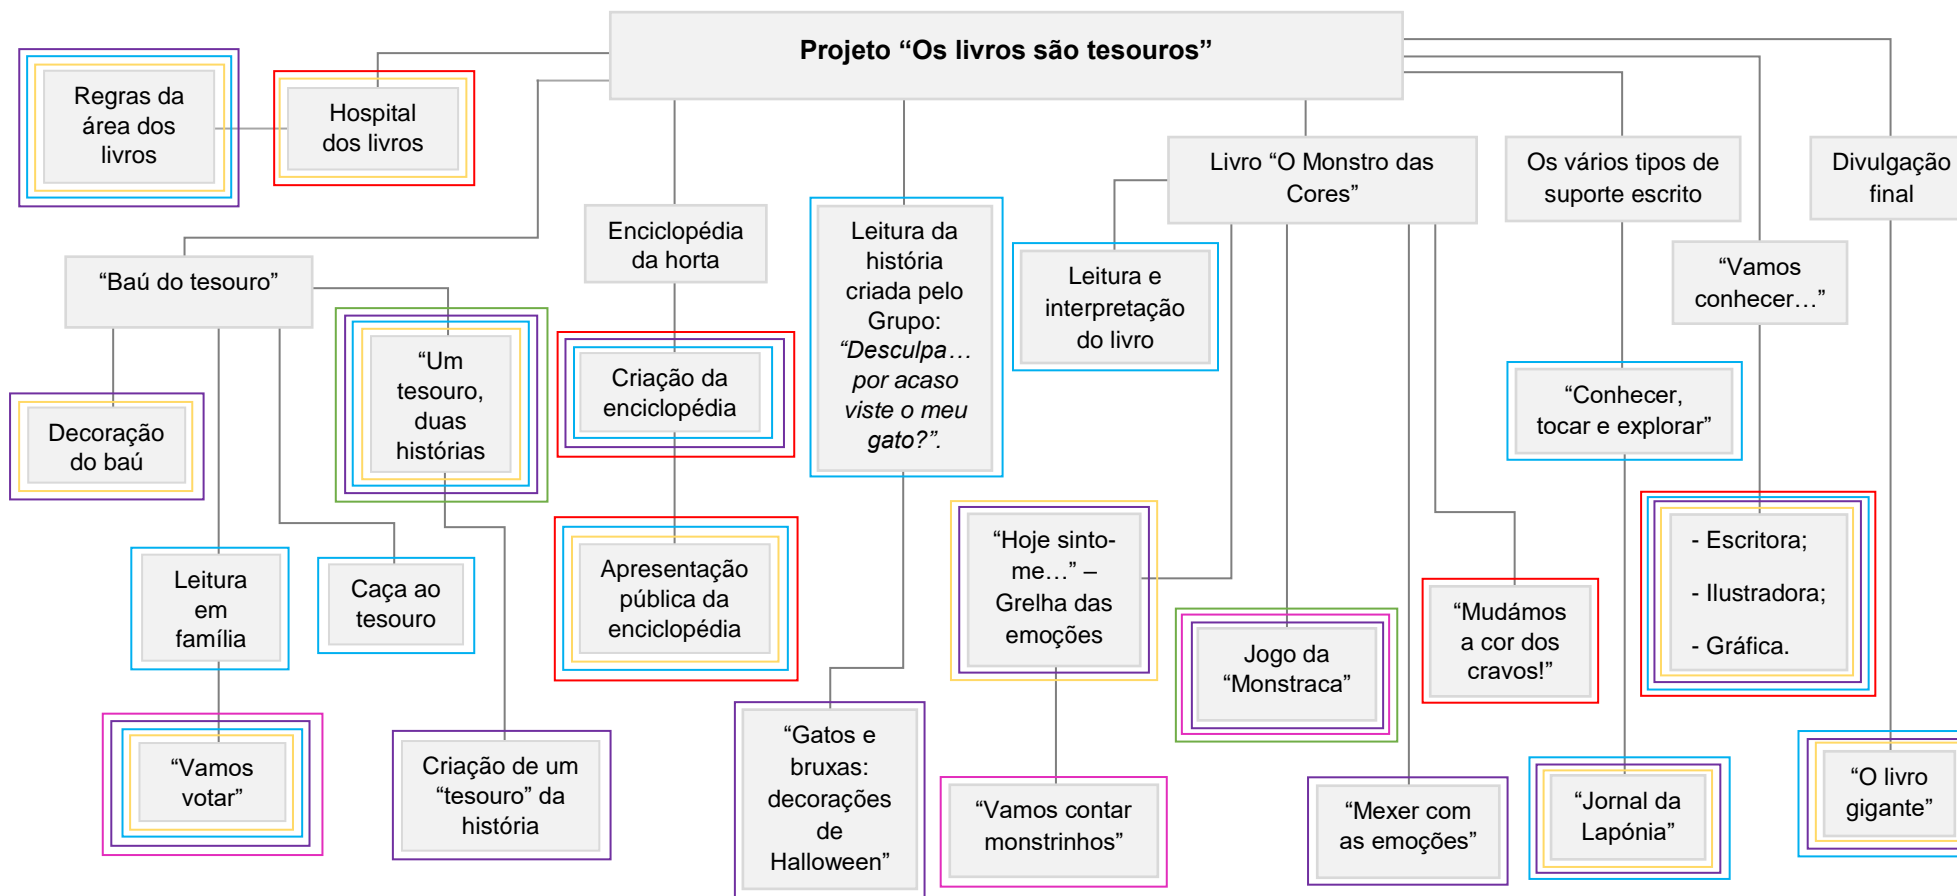 Projeto “Os livros são tesouros”
Regras da
área dos
livros
Hospital
dos livros
“Baú do tesouro”
Decoração
do baú
Leitura
em
família
“Vamos
votar”
Caça ao
tesouro
“Um
tesouro,
duas
histórias
Criação de um
“tesouro” da
história
Enciclopédia
da horta
Criação da
enciclopédia
Apresentação
pública da
enciclopédia
Leitura da
história
criada pelo
Grupo:
“Desculpa…
por acaso
viste o meu
gato?”.
“Gatos e
bruxas:
decorações
de
Halloween”
Livro “O Monstro das
Cores”
Leitura e
interpretação
do livro
“Hoje sinto-
me…” –
Grelha das
emoções
“Vamos contar
monstrinhos”
Jogo da
“Monstraca”
“Mexer com
as emoções”
“Mudámos
a cor dos
cravos!”
Os vários tipos de
suporte escrito
“Conhecer,
tocar e explorar”
“Jornal da
Lapónia”
“Vamos
conhecer…”
- Escritora;
- Ilustradora;
- Gráfica.
Divulgação
final
“O livro
gigante”